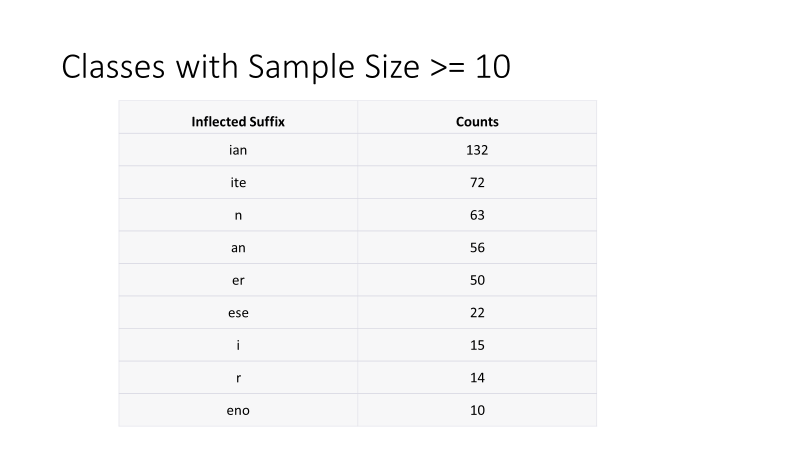 Classes with Sample Size >= 10
Inflected Suffix Counts
ian 132
ite 72
n 63
an 56
er 50
ese 22
i 15
r 14
eno 10